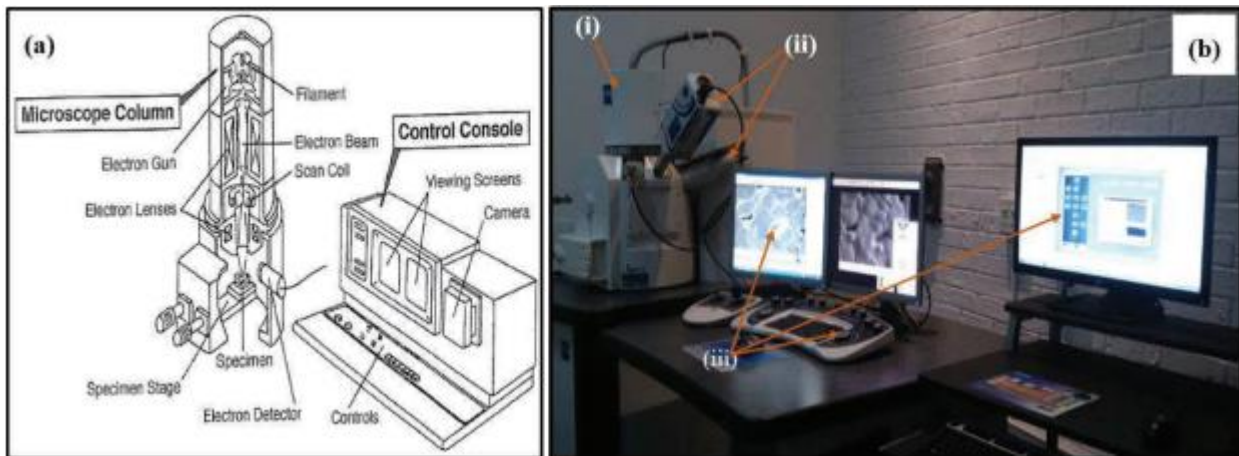 (a)
Filament
Microscope Column
Electron Gun
Electron Beam
Control Console
Scan Coil
Viewing Screens
Electron Lenses
Camera
Specimen
Specimen Stage
Electron Detector
Controls
(i)
(ii)
(b)
(iii)